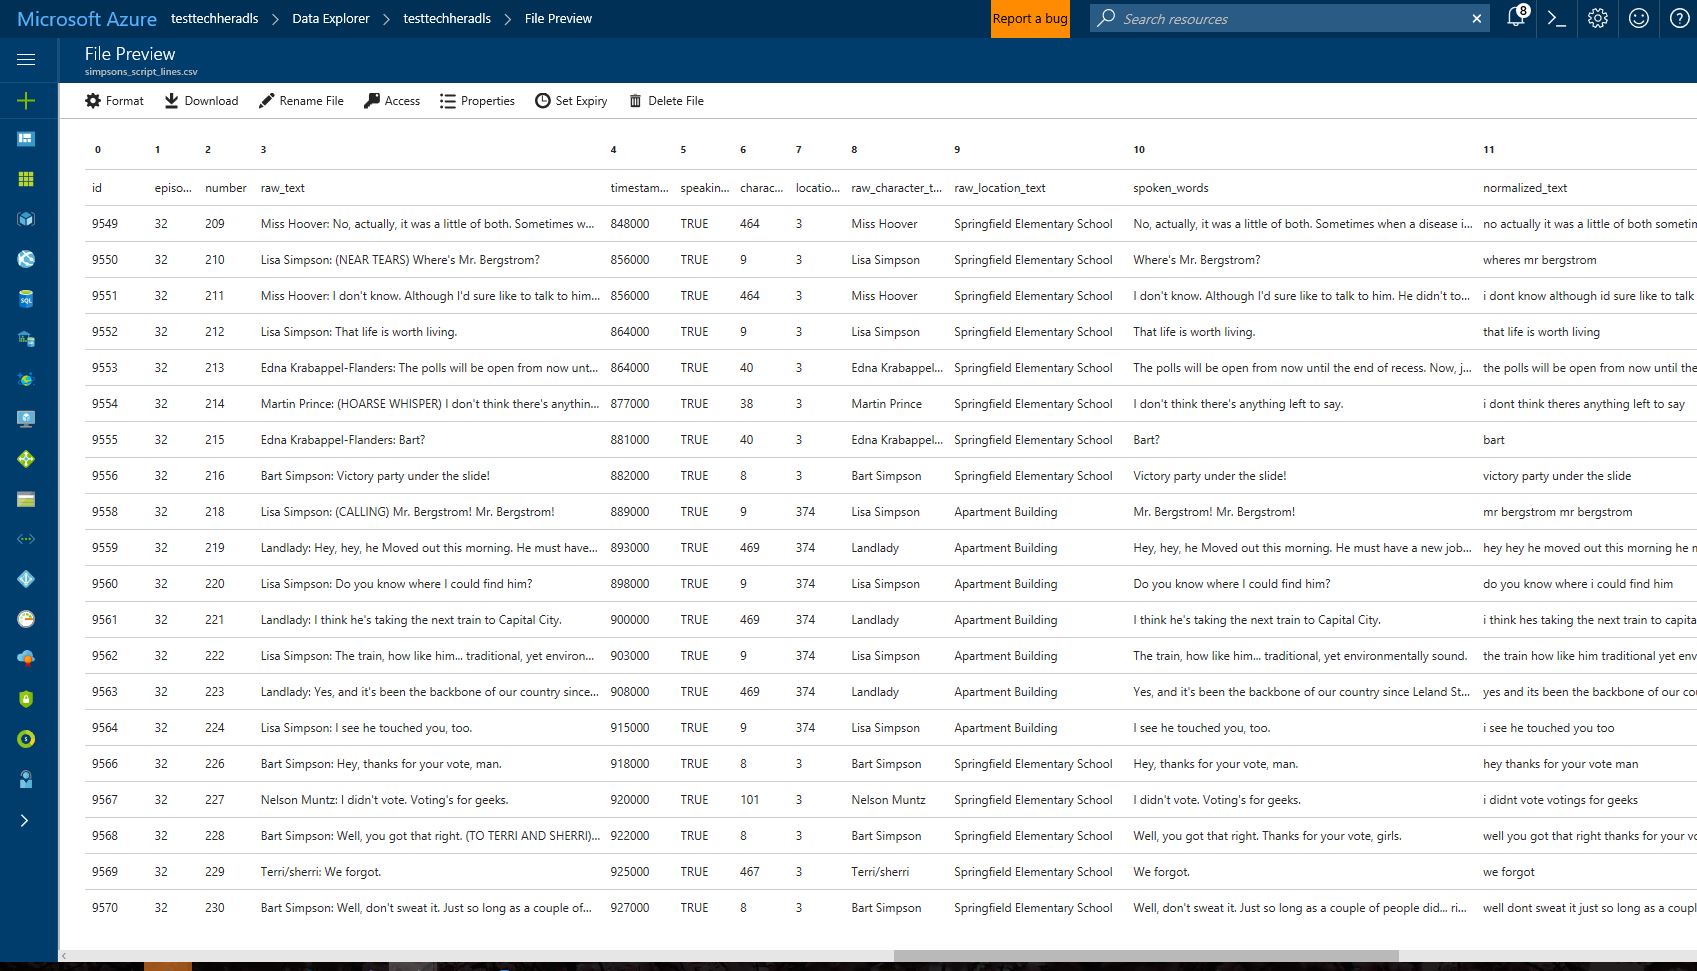 Microsoft Azure testtechheradls > Data Explorer > testtechheradls > File Preview Report a bug Search resources × 8 >_ ?
File Preview
simpsons_script_lines.csv
Format Download Rename File Access Properties Set Expiry Delete File
0 1 2 3 4 5 6 7 8 9 10 11
id episo... number raw_text timestam... speakin... charac... locatio... raw_character_t... raw_location_text spoken_words normalized_text
9549 32 209 Miss Hoover: No, actually, it was a little of both. Sometimes w... 848000 TRUE 464 3 Miss Hoover Springfield Elementary School No, actually, it was a little of both. Sometimes when a disease i... no actually it was a little of both sometin
9550 32 210 Lisa Simpson: (NEAR TEARS) Where's Mr. Bergstrom? 856000 TRUE 9 3 Lisa Simpson Springfield Elementary School Where's Mr. Bergstrom? wheres mr bergstrom
9551 32 211 Miss Hoover: I don't know. Although I'd sure like to talk to him... 856000 TRUE 464 3 Miss Hoover Springfield Elementary School I don't know. Although I'd sure like to talk to him. He didn't to... i dont know although id sure like to talk
9552 32 212 Lisa Simpson: That life is worth living. 864000 TRUE 9 3 Lisa Simpson Springfield Elementary School That life is worth living. that life is worth living
9553 32 213 Edna Krabappel-Flanders: The polls will be open from now unt... 864000 TRUE 40 3 Edna Krabappel... Springfield Elementary School The polls will be open from now until the end of recess. Now, j... the polls will be open from now until the
9554 32 214 Martin Prince: (HOARSE WHISPER) I don't think there's anythin... 877000 TRUE 38 3 Martin Prince Springfield Elementary School I don't think there's anything left to say. i dont think theres anything left to say
9555 32 215 Edna Krabappel-Flanders: Bart? 881000 TRUE 40 3 Edna Krabappel... Springfield Elementary School Bart? bart
9556 32 216 Bart Simpson: Victory party under the slide! 882000 TRUE 8 3 Bart Simpson Springfield Elementary School Victory party under the slide! victory party under the slide
9558 32 218 Lisa Simpson: (CALLING) Mr. Bergstrom! Mr. Bergstrom! 889000 TRUE 9 374 Lisa Simpson Apartment Building Mr. Bergstrom! Mr. Bergstrom! mr bergstrom mr bergstrom
9559 32 219 Landlady: Hey, hey, he Moved out this morning. He must have... 893000 TRUE 469 374 Landlady Apartment Building Hey, hey, he Moved out this morning. He must have a new job... hey hey he moved out this morning he n
9560 32 220 Lisa Simpson: Do you know where I could find him? 898000 TRUE 9 374 Lisa Simpson Apartment Building Do you know where I could find him? do you know where i could find him
9561 32 221 Landlady: I think he's taking the next train to Capital City. 900000 TRUE 469 374 Landlady Apartment Building I think he's taking the next train to Capital City. i think hes taking the next train to capita
9562 32 222 Lisa Simpson: The train, how like him... traditional, yet environ... 903000 TRUE 9 374 Lisa Simpson Apartment Building The train, how like him... traditional, yet environmentally sound. the train how like him traditional yet env
9563 32 223 Landlady: Yes, and it's been the backbone of our country since... 908000 TRUE 469 374 Landlady Apartment Building Yes, and it's been the backbone of our country since Leland St... yes and its been the backbone of our cou
9564 32 224 Lisa Simpson: I see he touched you, too. 915000 TRUE 9 374 Lisa Simpson Apartment Building I see he touched you, too. i see he touched you too
9566 32 226 Bart Simpson: Hey, thanks for your vote, man. 918000 TRUE 8 3 Bart Simpson Springfield Elementary School Hey, thanks for your vote, man. hey thanks for your vote man
9567 32 227 Nelson Muntz: I didn't vote. Voting's for geeks. 920000 TRUE 101 3 Nelson Muntz Springfield Elementary School I didn't vote. Voting's for geeks. i didnt vote votings for geeks
9568 32 228 Bart Simpson: Well, you got that right. (TO TERRI AND SHERRI)... 922000 TRUE 8 3 Bart Simpson Springfield Elementary School Well, you got that right. Thanks for your vote, girls. well you got that right thanks for your vo
9569 32 229 Terri/sherri: We forgot. 925000 TRUE 467 3 Terri/sherri Springfield Elementary School We forgot. we forgot
9570 32 230 Bart Simpson: Well, don't sweat it. Just so long as a couple of... 927000 TRUE 8 3 Bart Simpson Springfield Elementary School Well, don't sweat it. Just so long as a couple of people did... ri... well dont sweat it just so long as a coupl